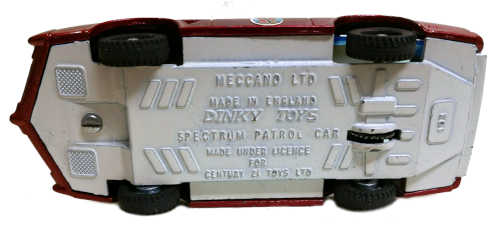 MECCANO LTD
MADE IN ENGLAND
DINKY TOYS
SPECTRUM PATROL CAR
MADE UNDER LICENCE
FOR
CENTURY 21 TOYS LTD